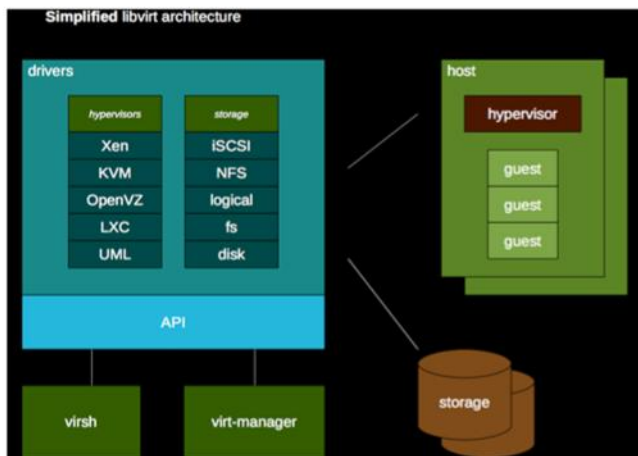 Simplified libvirt architecture
drivers
hypervisors
Xen
KVM
OpenVZ
LXC
UML
storage
iSCSI
NFS
logical
fs
disk
API
virsh
virt-manager
host
hypervisor
guest
guest
guest
storage